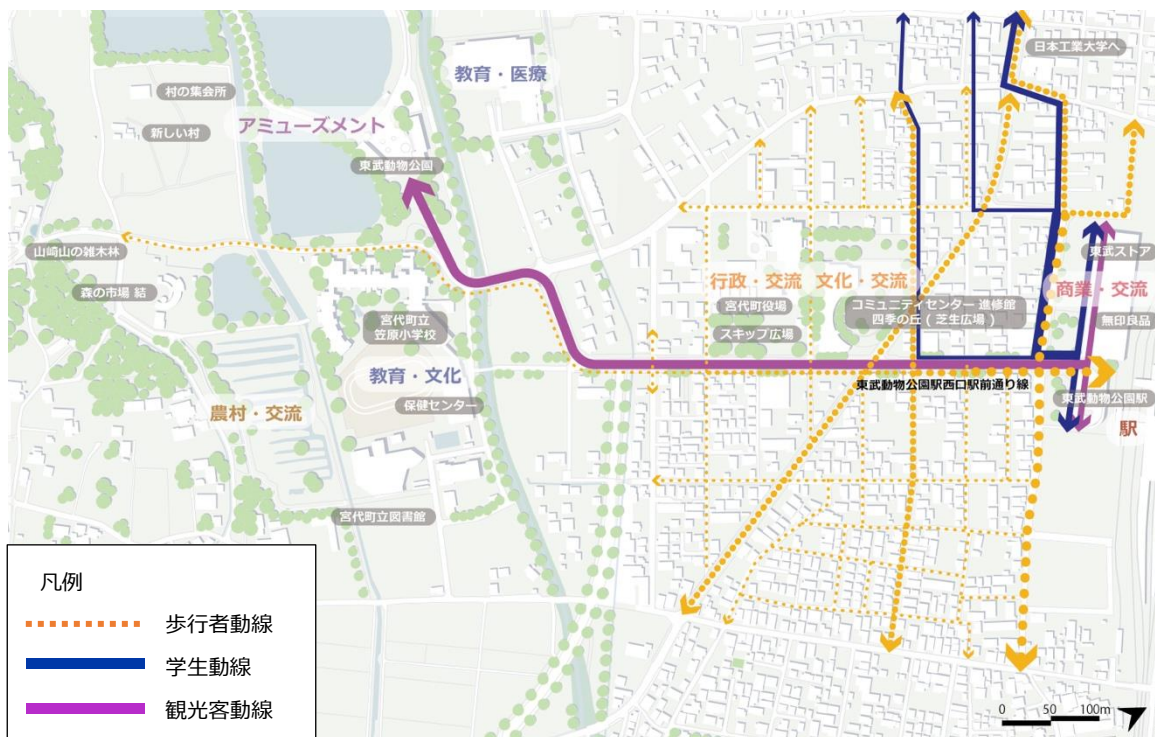 日本工業大学へ
教育・医療
村の集会所
アミューズメント
新しい村
東武動物公園
山崎山の雑木林
東武ストア
行政・交流
文化・交流
商業・交流
森の市場 結
宮代町役場
コミュニティセンター 進修館
四季の丘 ( 芝生広場 )
宮代町立
笠原小学校
スキップ広場
無印良品
教育・文化
東武動物公園駅西口駅前通り線
保健センター
東武動物公園駅
農村・交流
駅
宮代町立図書館
凡例
歩行者動線
学生動線
観光客動線
0 50 100m